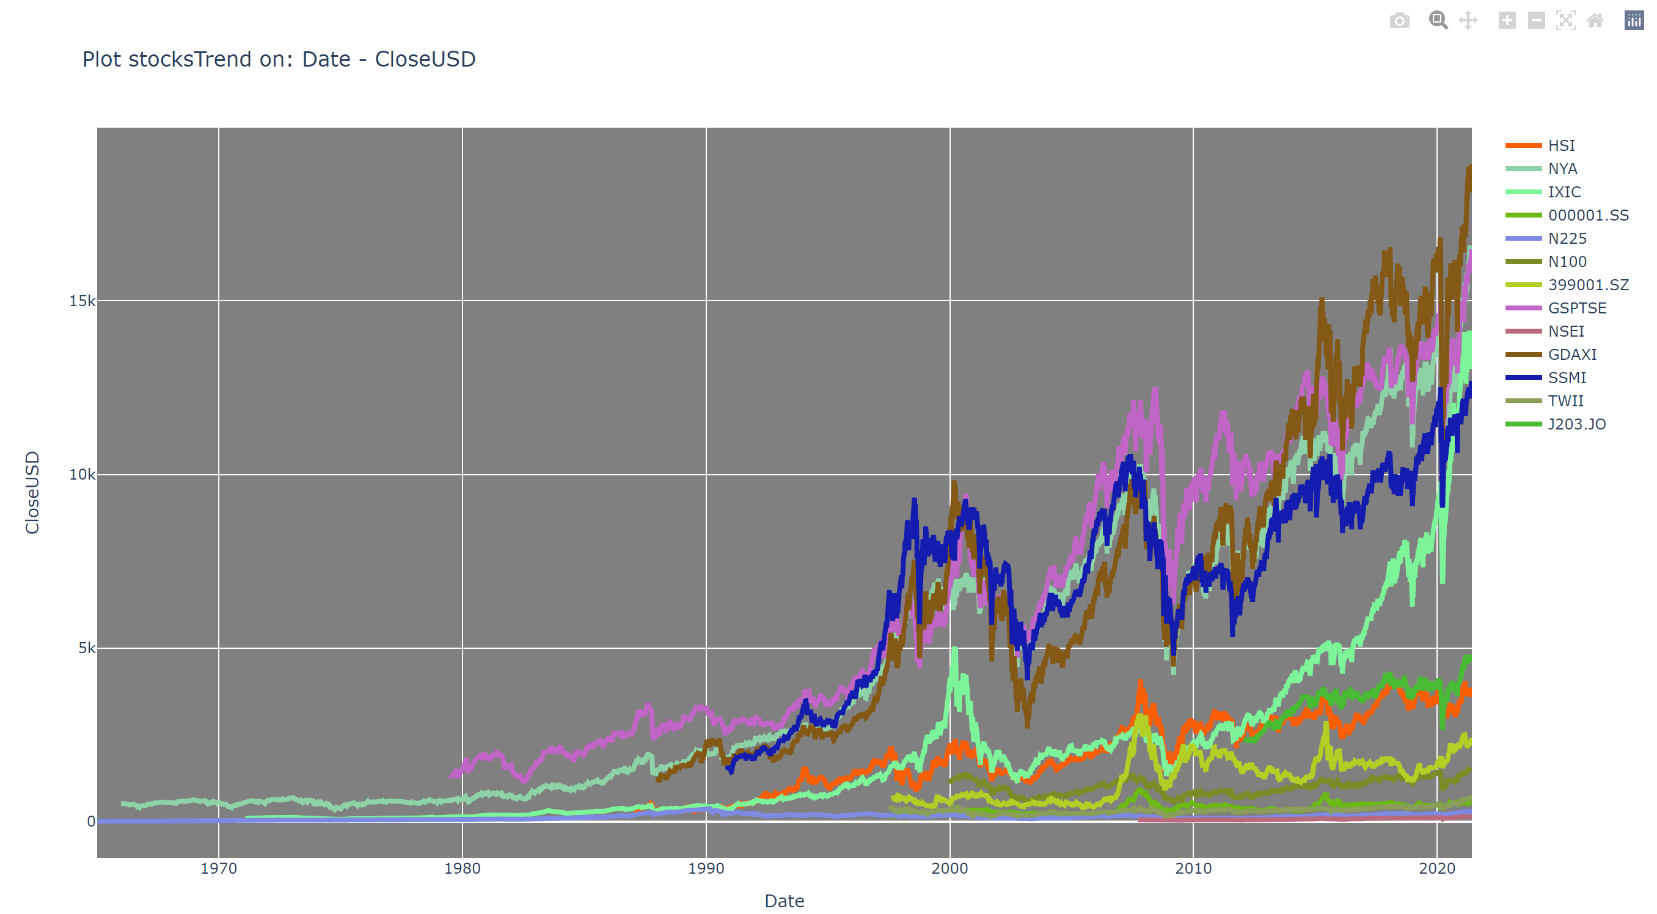 Plot stocksTrend on: Date - CloseUSD
15k
10k
5k
0
CloseUSD
1970
1980
1990
2000
2010
2020
Date
HSI
NYA
IXIC
000001.SS
N225
N100
399001.SZ
GSPTSE
NSEI
GDAXI
SSMI
TWII
J203.JO